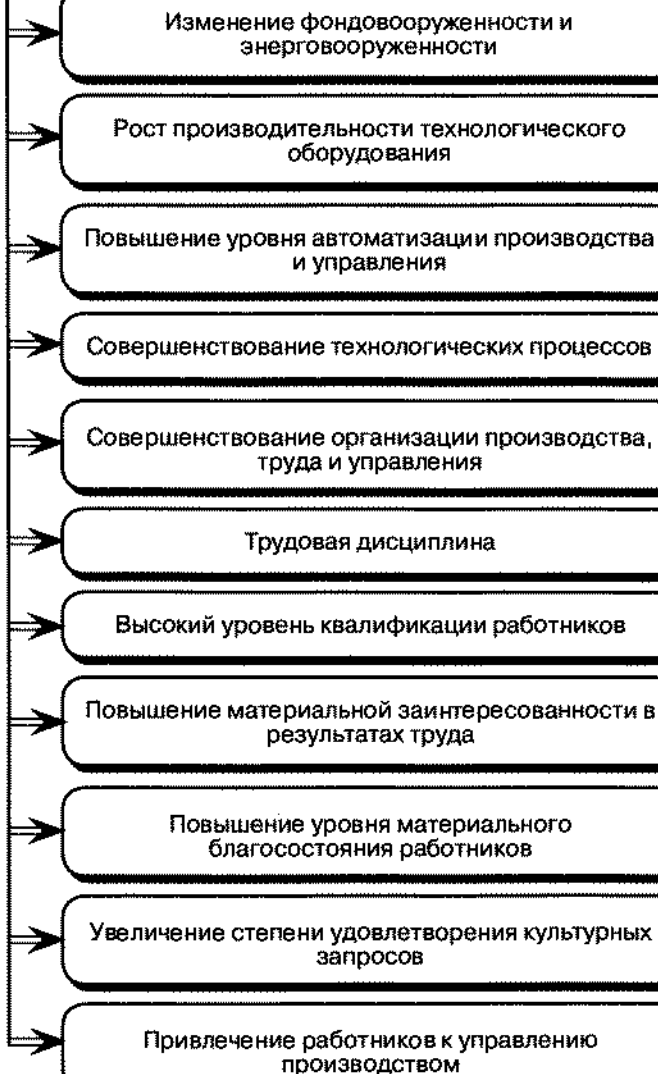 Изменение фондовооруженности и
энерговооруженности
Рост производительности технологического
оборудования
Повышение уровня автоматизации производства
и управления
Совершенствование технологических процессов
Совершенствование организации производства,
труда и управления
Трудовая дисциплина
Высокий уровень квалификации работников
Повышение материальной заинтересованности в
результатах труда
Повышение уровня материального
благосостояния работников
Увеличение степени удовлетворения культурных
запросов
Привлечение работников к управлению
производством